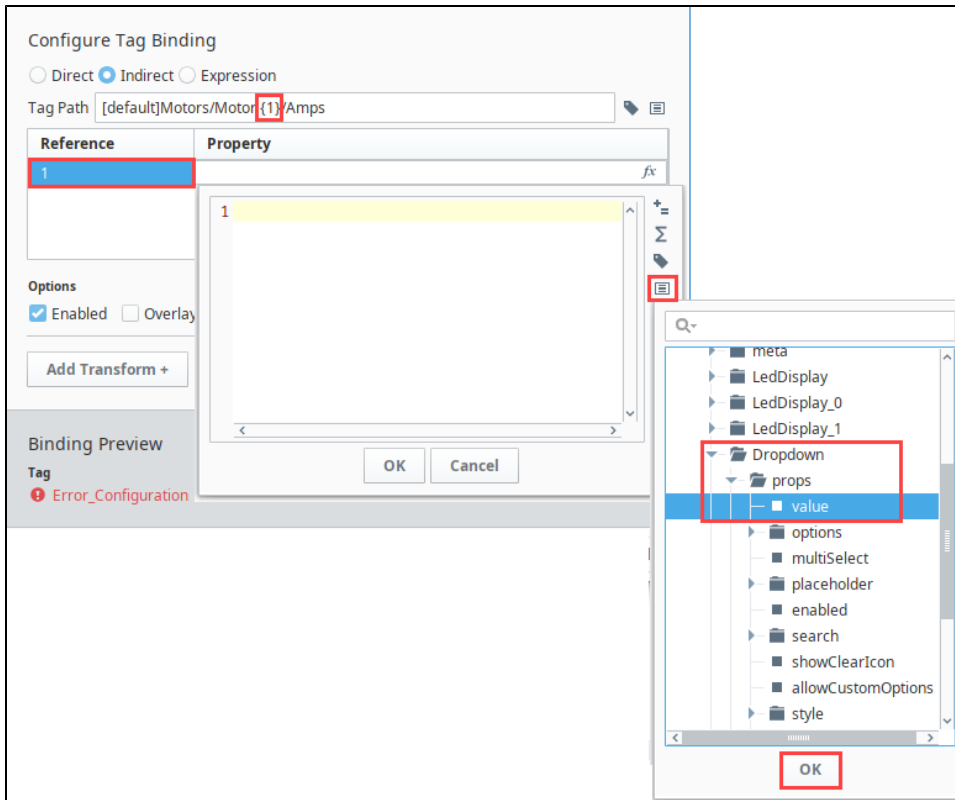 Configure Tag Binding
Direct Indirect Expression
Tag Path [default]Motors/Motor {1}/Amps
Reference Property
1 fx
1
Options
Enabled Overlay
Add Transform +
OK Cancel
Binding Preview
Tag
Error_Configuration
meta
LedDisplay
LedDisplay_0
LedDisplay_1
Dropdown
props
value
options
multiSelect
placeholder
enabled
search
showClearIcon
allowCustomOptions
style
OK